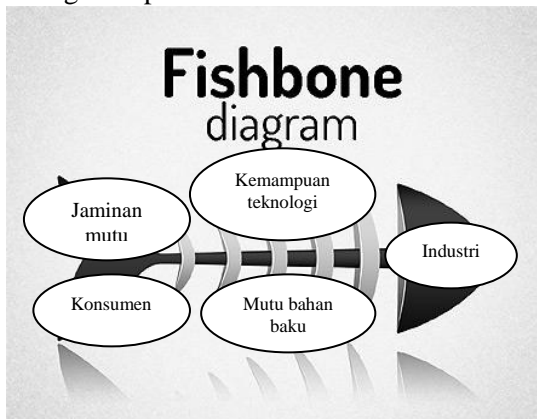 Fishbone
diagram
Kemampuan
teknologi
Jaminan
mutu
Industri
Konsumen
Mutu bahan
baku